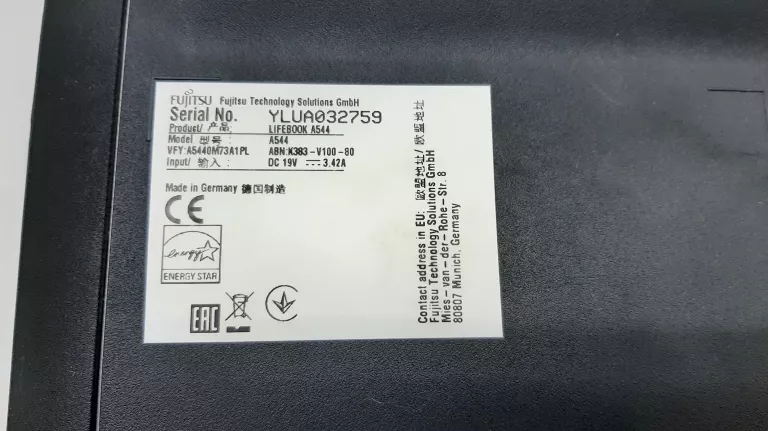 FUJITSU Fujitsu Technology Solutions GmbH
Serial No. YLUA032759
Product/ 产品: LIFEBOOK A544
Model 型号: A544
VFY:A5440M73A1PL ABN:K383-V100-80
Input/ 输入: DC 19V ⎓ 3.42A
Made in Germany 德国制造
CE
energy
ENERGY STAR
EAC
Contact address in EU: 欧盟地址/ 欧盟地址
Fujitsu Technology Solutions GmbH
Mies-van-der-Rohe-Str. 8
80807 Munich, Germany